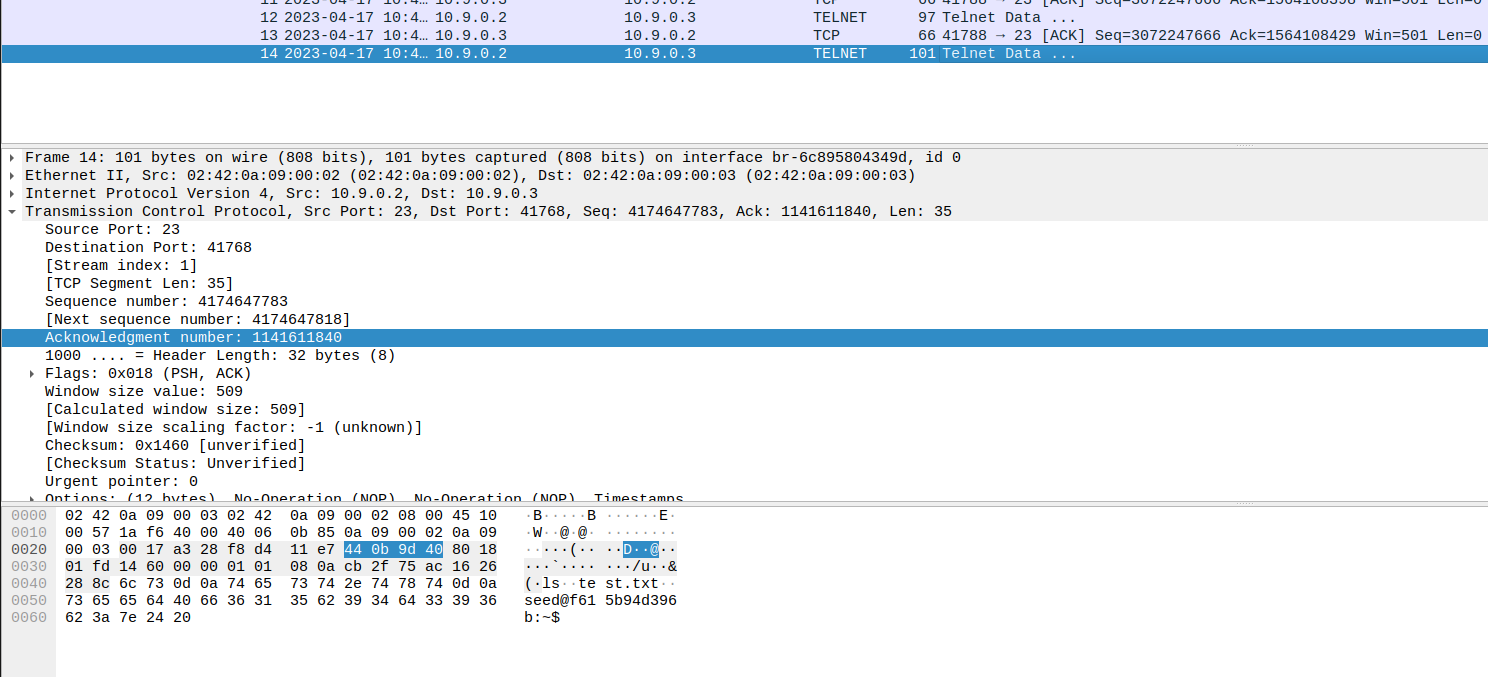 11 2023-04-17 10:4… 10.9.0.3 10.9.0.2 TCP 66 41788 → 23 [ACK] Seq=3072247666 Ack=1564108398 Win=501 Len=0
12 2023-04-17 10:4… 10.9.0.2 10.9.0.3 TELNET 97 Telnet Data ...
13 2023-04-17 10:4… 10.9.0.3 10.9.0.2 TCP 66 41788 → 23 [ACK] Seq=3072247666 Ack=1564108429 Win=501 Len=0
14 2023-04-17 10:4… 10.9.0.2 10.9.0.3 TELNET 101 Telnet Data ...
Frame 14: 101 bytes on wire (808 bits), 101 bytes captured (808 bits) on interface br-6c895804349d, id 0
Ethernet II, Src: 02:42:0a:09:00:02 (02:42:0a:09:00:02), Dst: 02:42:0a:09:00:03 (02:42:0a:09:00:03)
Internet Protocol Version 4, Src: 10.9.0.2, Dst: 10.9.0.3
Transmission Control Protocol, Src Port: 23, Dst Port: 41768, Seq: 4174647783, Ack: 1141611840, Len: 35
Source Port: 23
Destination Port: 41768
[Stream index: 1]
[TCP Segment Len: 35]
Sequence number: 4174647783
[Next sequence number: 4174647818]
Acknowledgment number: 1141611840
1000 .... = Header Length: 32 bytes (8)
Flags: 0x018 (PSH, ACK)
Window size value: 509
[Calculated window size: 509]
[Window size scaling factor: -1 (unknown)]
Checksum: 0x1460 [unverified]
[Checksum Status: Unverified]
Urgent pointer: 0
Options: (12 bytes), No-Operation (NOP), No-Operation (NOP), Timestamps
0000 02 42 0a 09 00 03 02 42 0a 09 00 02 08 00 45 10 ·B·····B ······E·
0010 00 57 1a f6 40 00 40 06 0b 85 0a 09 00 02 0a 09 ·W··@·@· ········
0020 00 03 00 17 a3 28 f8 d4 11 e7 44 0b 9d 40 80 18 ·····(·· ··D··@··
0030 01 fd 14 60 00 00 01 01 08 0a cb 2f 75 ac 16 26 ···`···· ···/u··&
0040 28 8c 6c 73 0d 0a 74 65 73 74 2e 74 78 74 0d 0a (·ls··te st.txt··
0050 73 65 65 64 40 66 36 31 35 62 39 34 64 33 39 36 seed@f61 5b94d396
0060 62 3a 7e 24 20 b:~$